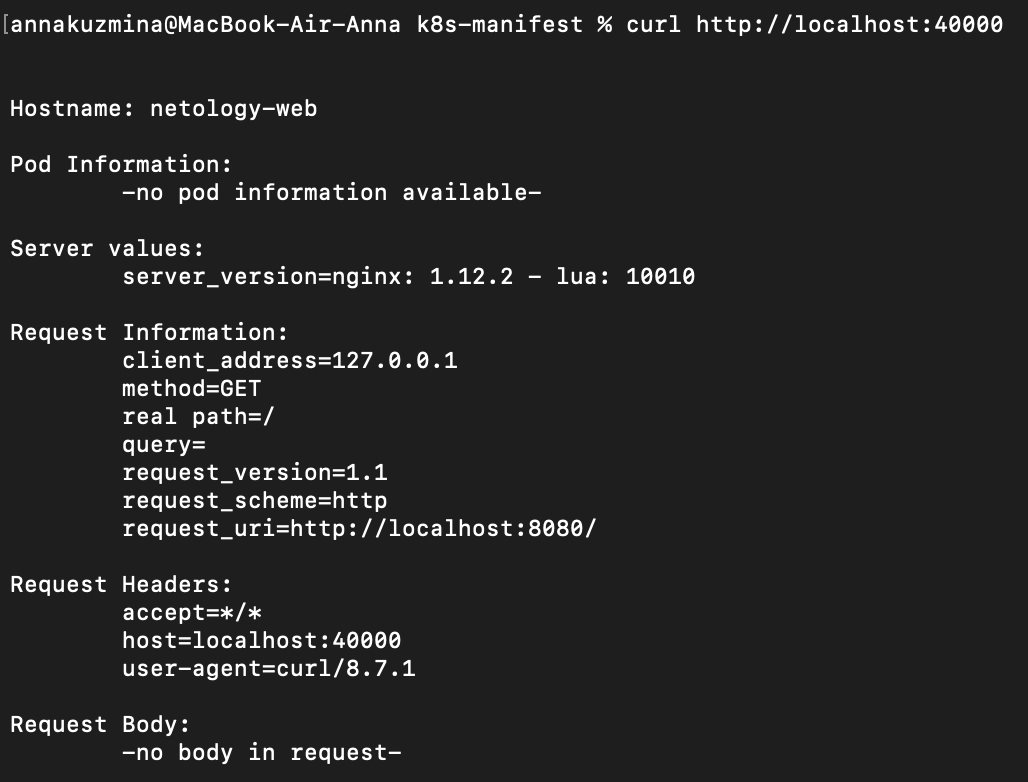 [annakuzmina@MacBook-Air-Anna k8s-manifest % curl http://localhost:40000
Hostname: netology-web
Pod Information:
-no pod information available-
Server values:
server_version=nginx: 1.12.2 - lua: 10010
Request Information:
client_address=127.0.0.1
method=GET
real path=/
query=
request_version=1.1
request_scheme=http
request_uri=http://localhost:8080/
Request Headers:
accept=*/*
host=localhost:40000
user-agent=curl/8.7.1
Request Body:
-no body in request-